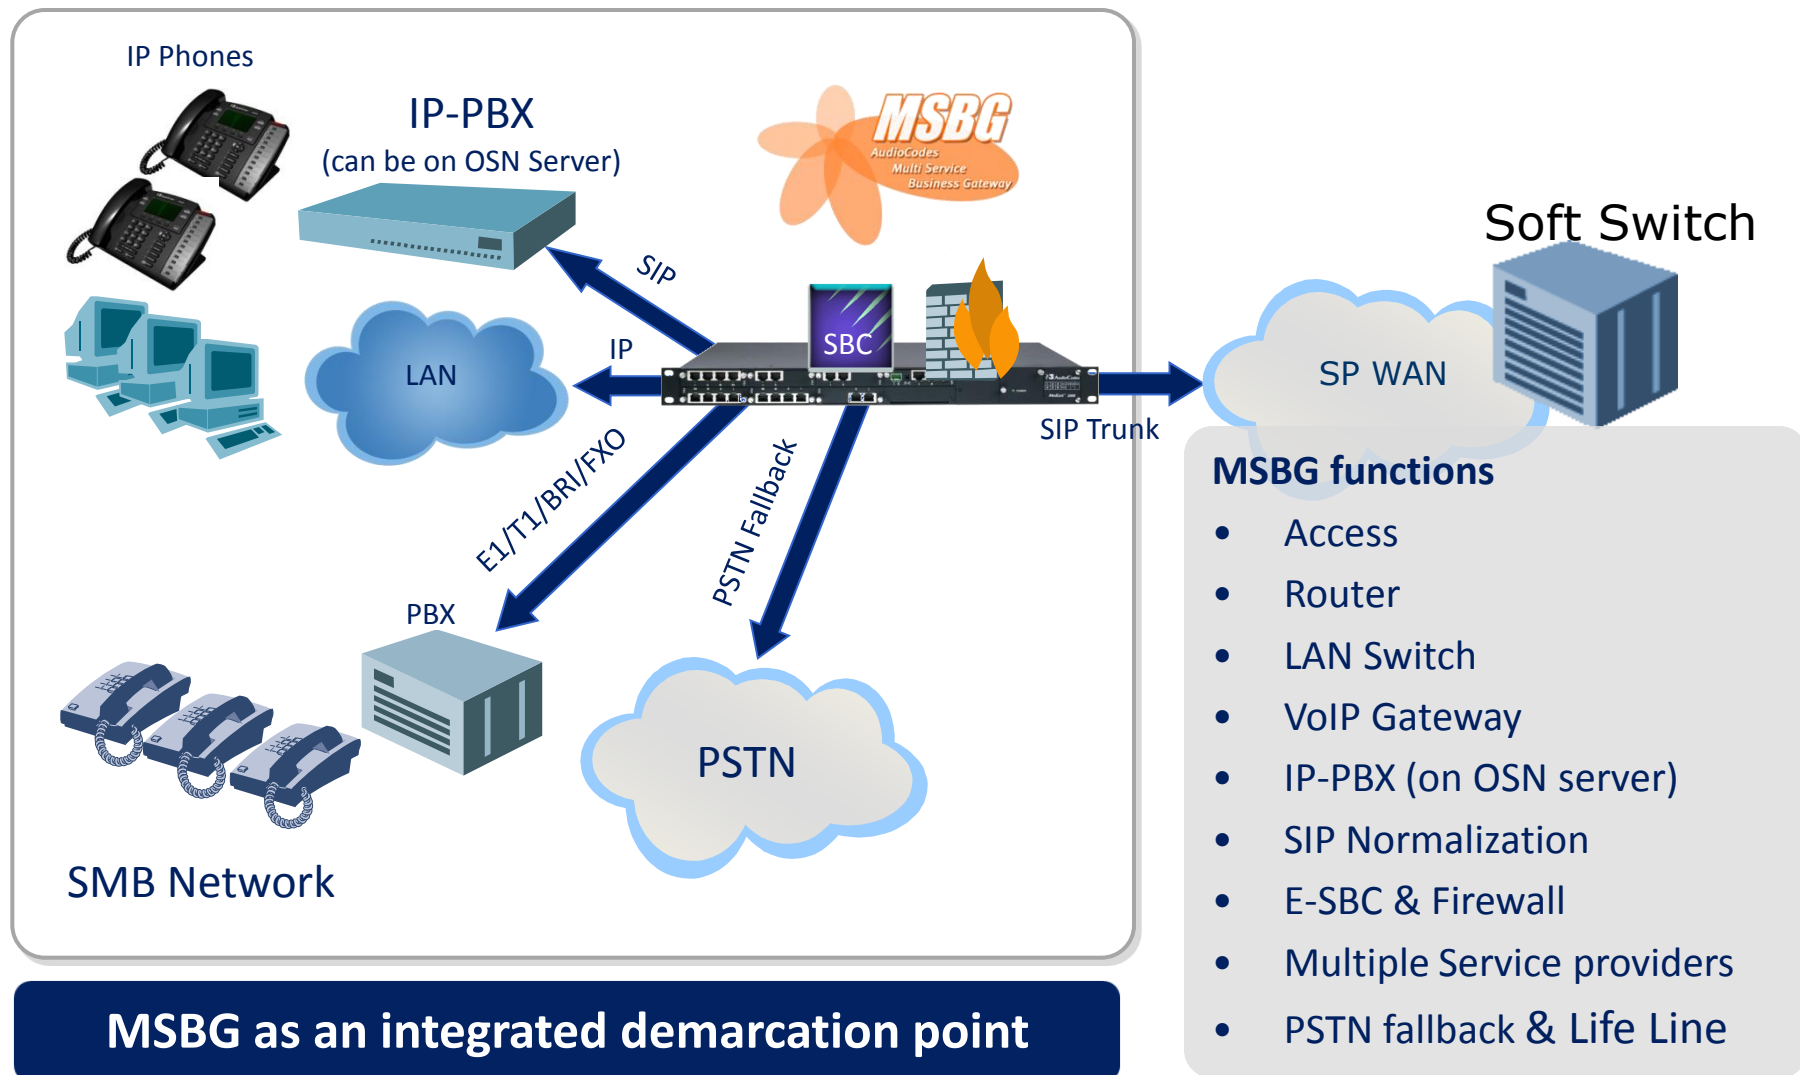 IP Phones
IP-PBX
(can be on OSN Server)
MSBG
AudioCodes
Multi Service
Business Gateway
Soft Switch
SIP
SBC
IP
LAN
SP WAN
SIP Trunk
E1/T1/BRI/FXO
PSTN Fallback
PBX
PSTN
SMB Network
MSBG functions
• Access
• Router
• LAN Switch
• VoIP Gateway
• IP-PBX (on OSN server)
• SIP Normalization
• E-SBC & Firewall
• Multiple Service providers
• PSTN fallback & Life Line
MSBG as an integrated demarcation point